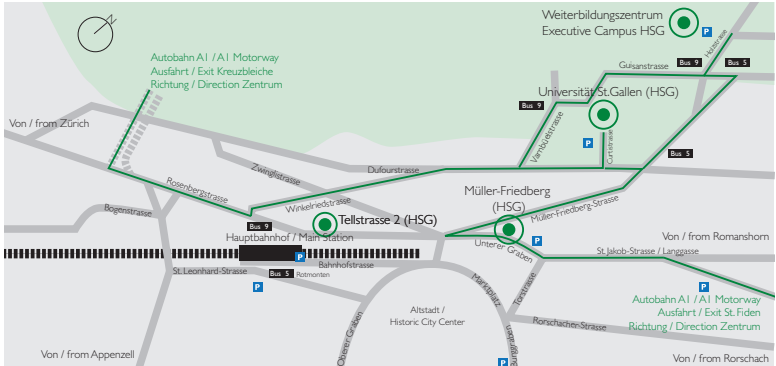 N
Weiterbildungszentrum
Executive Campus HSG
P
Holzstrasse
Autobahn A1 / A1 Motorway
Ausfahrt / Exit Kreuzbleiche
Richtung / Direction Zentrum
Guisanstrasse
Bus 9
Bus 5
Universität St.Gallen (HSG)
Bus 9
Von / from Zürich
Varnbüelstrasse
P
Curtistrasse
Bus 5
Zwinglistrasse
Dufourstrasse
Rosenbergstrasse
Müller-Friedberg
(HSG)
Winkelriedstrasse
Müller-Friedberg-Strasse
Bogenstrasse
Tellstrasse 2 (HSG)
Bus 9
Hauptbahnhof / Main Station
P
Unterer Graben
P
St. Jakob-Strasse / Langgasse
Von / from Romanshorn
Bahnhofstrasse
St. Leonhard-Strasse
Bus 5
Rotmonten
P
Marktplatz
Torstrasse
P
Autobahn A1 / A1 Motorway
Ausfahrt / Exit St. Fiden
Richtung / Direction Zentrum
Altstadt /
Historic City Center
Oberer Graben
Rorschacher-Strasse
Burggraben
P
Von / from Appenzell
Von / from Rorschach